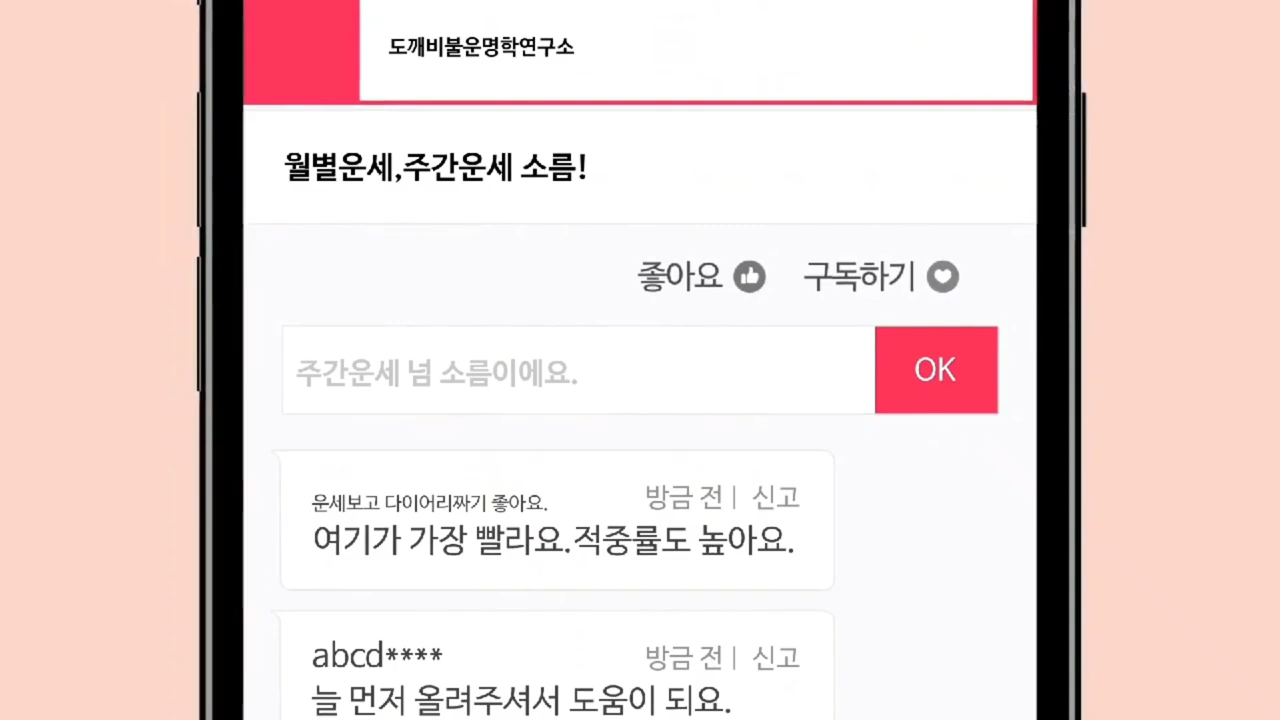 도깨비불운명학연구소
월별운세,주간운세 소름!
좋아요 구독하기
주간운세 넘 소름이에요.
OK
운세보고 다이어리짜기 좋아요.
방금 전 | 신고
여기가 가장 빨라요.적중률도 높아요.
abcd****
방금 전 | 신고
늘 먼저 올려주셔서 도움이 되요.